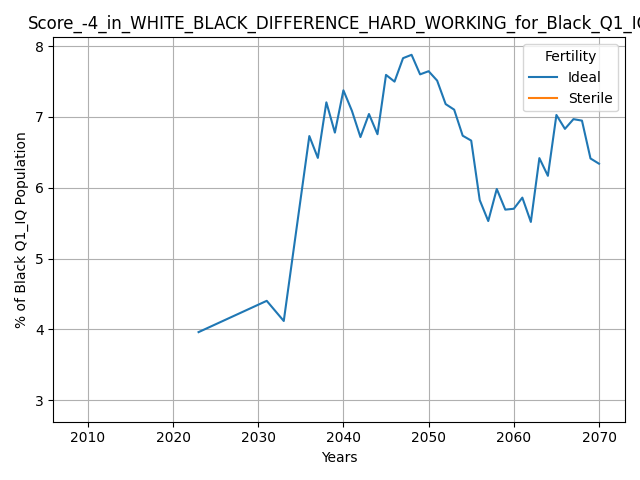 Score_-4_in_WHITE_BLACK_DIFFERENCE_HARD_WORKING_for_Black_Q1_IQ
8
7
6
5
4
3
% of Black Q1_IQ Population
Fertility
Ideal
Sterile
2010 2020 2030 2040 2050 2060 2070
Years